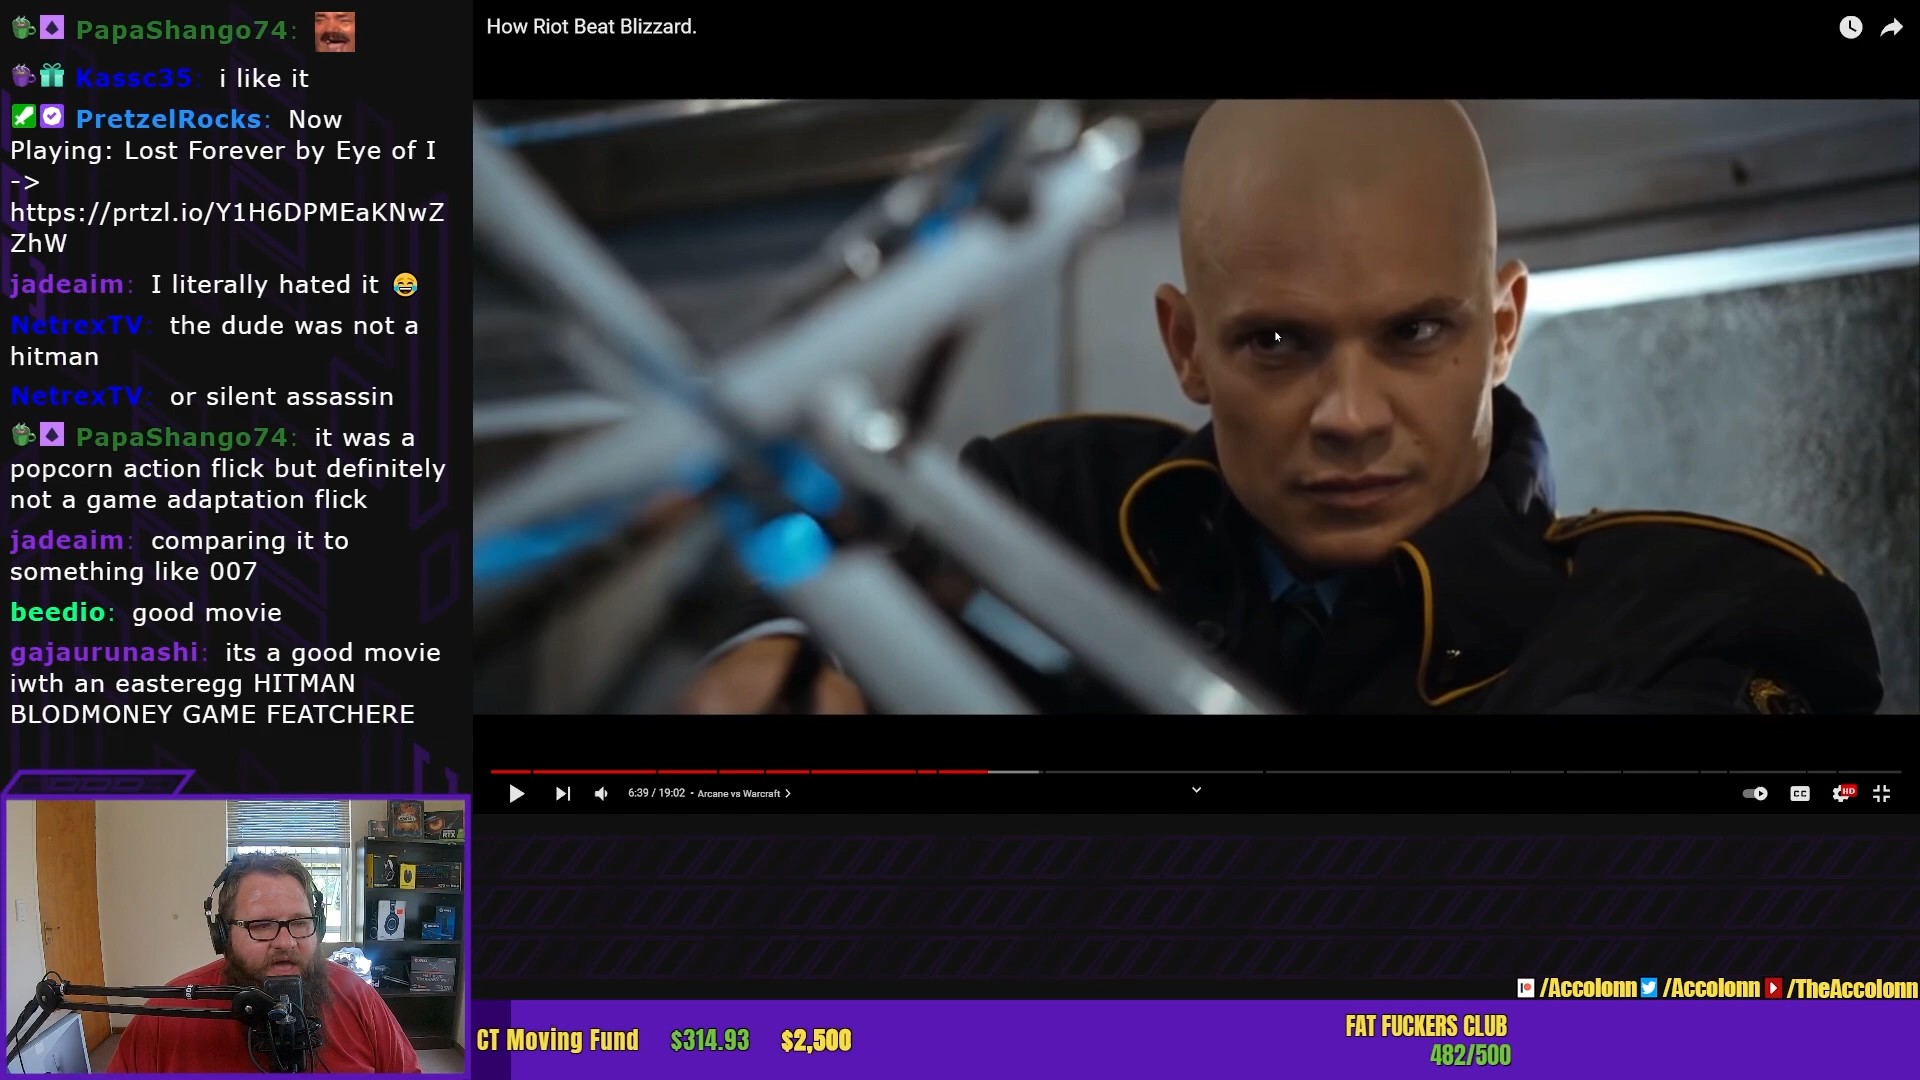 PapaShango74:
Kassc35: i like it
PretzelRocks: Now
Playing: Lost Forever by Eye of I
->
https://prtzl.io/Y1H6DPMEaKNwZ
ZhW
jadeaim: I literally hated it
NetrexTV: the dude was not a
hitman
NetrexTV: or silent assassin
PapaShango74: it was a
popcorn action flick but definitely
not a game adaptation flick
jadeaim: comparing it to
something like 007
beedio: good movie
gajaurunashi: its a good movie
iwth an easteregg HITMAN
BLODMONEY GAME FEATCHERE
How Riot Beat Blizzard.
6:39 / 19:02 • Arcane vs Warcraft >
CC
HD
/Accolonn /Accolonn /TheAccolonn
CT Moving Fund $314.93 $2,500
FAT FUCKERS CLUB
482/500